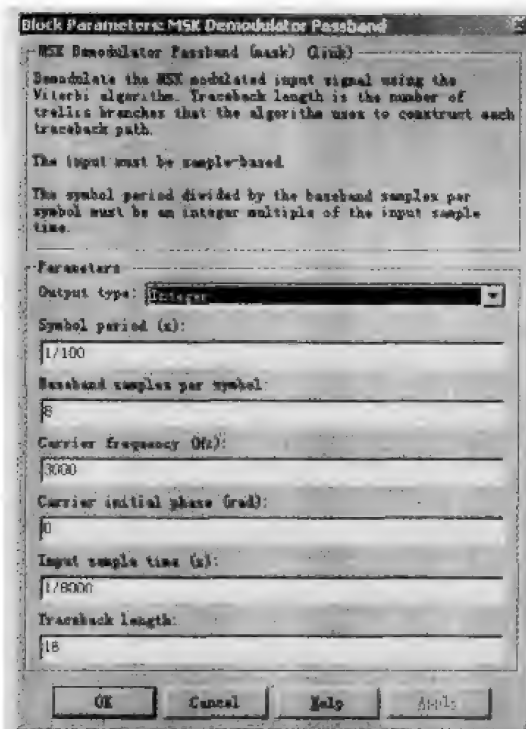 Block Parameters: MSK Demodulator Passband
MSK Demodulator Passband (mask) (link)
Demodulate the MSK modulated input signal using the
Viterbi algorithm. Traceback length is the number of
trellis branches that the algorithm uses to construct each
traceback path.
The input must be sample-based.
The symbol period divided by the baseband samples per
symbol must be an integer multiple of the input sample
time.
Parameters
Output type: Integer
Symbol period (s):
1/100
Baseband samples per symbol:
8
Carrier frequency (Hz):
3000
Carrier initial phase (rad):
0
Input sample time (s):
1/8000
Traceback length:
16
OK Cancel Help Apply